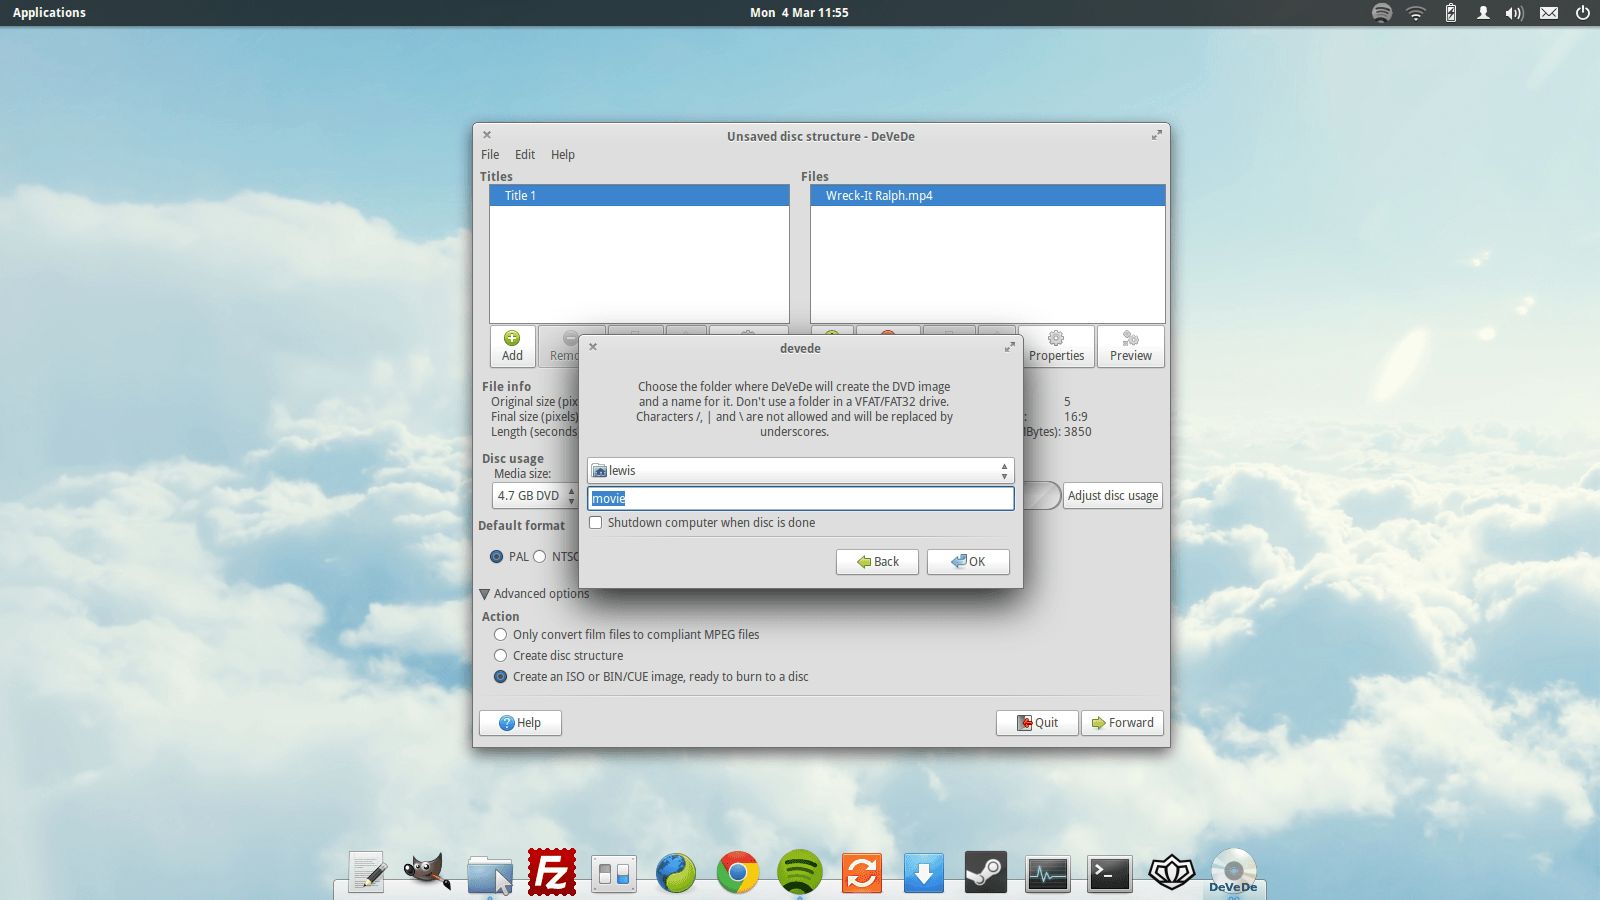 Applications
Mon 4 Mar 11:55
Unsaved disc structure - DeVeDe
File Edit Help
Titles
Files
Title 1
Wreck-It Ralph.mp4
Add
Properties
Preview
devede
Choose the folder where DeVeDe will create the DVD image
and a name for it. Don't use a folder in a VFAT/FAT32 drive.
Characters /, | and \ are not allowed and will be replaced by
underscores.
lewis
movie
Shutdown computer when disc is done
Back
OK
File info
Original size (pix
5
Final size (pixels)
16:9
Length (seconds
Bytes): 3850
Disc usage
Media size:
4.7 GB DVD
Adjust disc usage
Default format
PAL
NTSC
Advanced options
Action
Only convert film files to compliant MPEG files
Create disc structure
Create an ISO or BIN/CUE image, ready to burn to a disc
Help
Quit
Forward
FZ
>_
DeVeDe